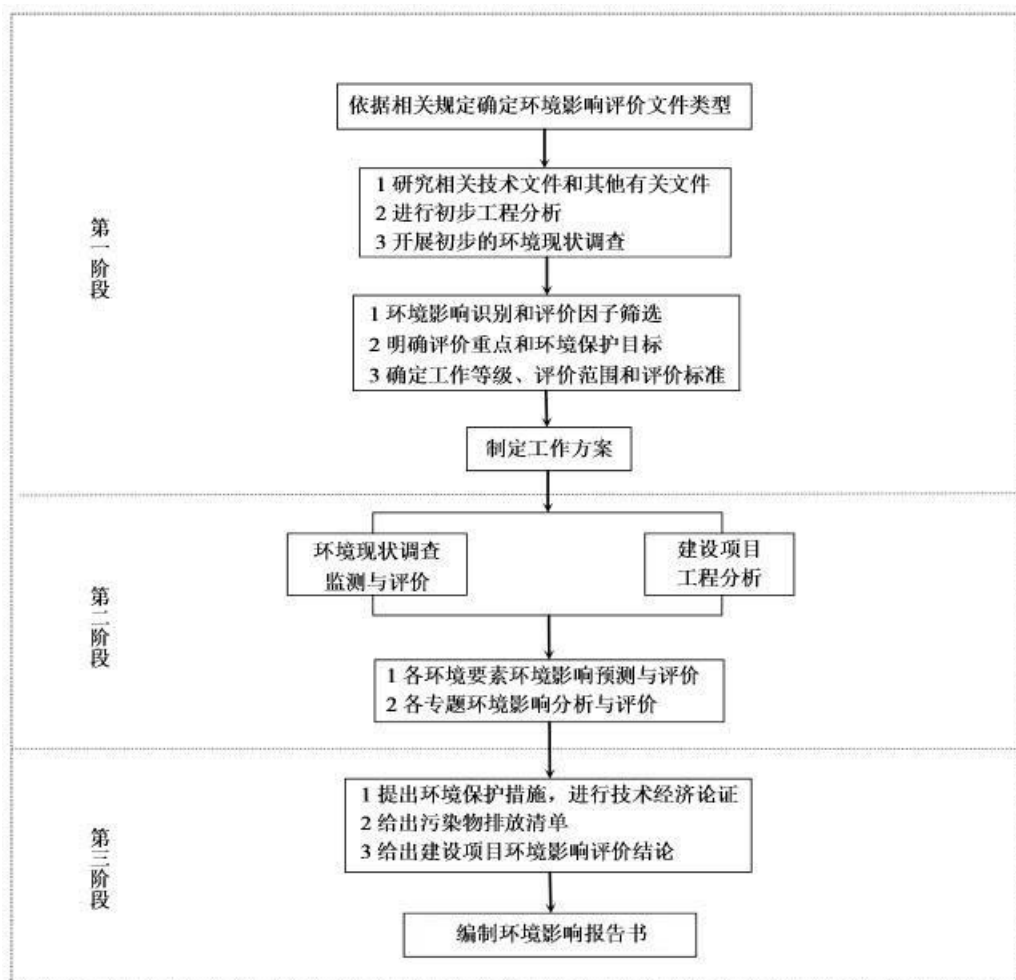 依据相关规定确定环境影响评价文件类型
1 研究相关技术文件和其他有关文件
2 进行初步工程分析
3 开展初步的环境现状调查
第一阶段
1 环境影响识别和评价因子筛选
2 明确评价重点和环境保护目标
3 确定工作等级、评价范围和评价标准
制定工作方案
环境现状调查
监测与评价
建设项目
工程分析
第二阶段
1 各环境要素环境影响预测与评价
2 各专题环境影响分析与评价
1 提出环境保护措施，进行技术经济论证
2 给出污染物排放清单
3 给出建设项目环境影响评价结论
第三阶段
编制环境影响报告书